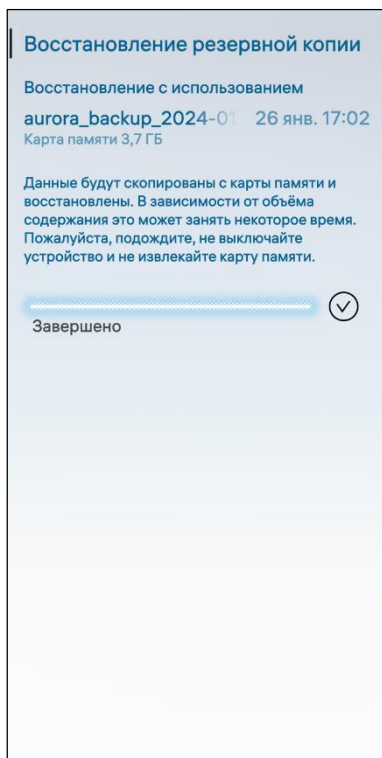 Восстановление резервной копии
Восстановление с использованием
aurora_backup_2024-01 26 янв. 17:02
Карта памяти 3,7 ГБ
Данные будут скопированы с карты памяти и
восстановлены. В зависимости от объёма
содержания это может занять некоторое время.
Пожалуйста, подождите, не выключайте
устройство и не извлекайте карту памяти.
Завершено